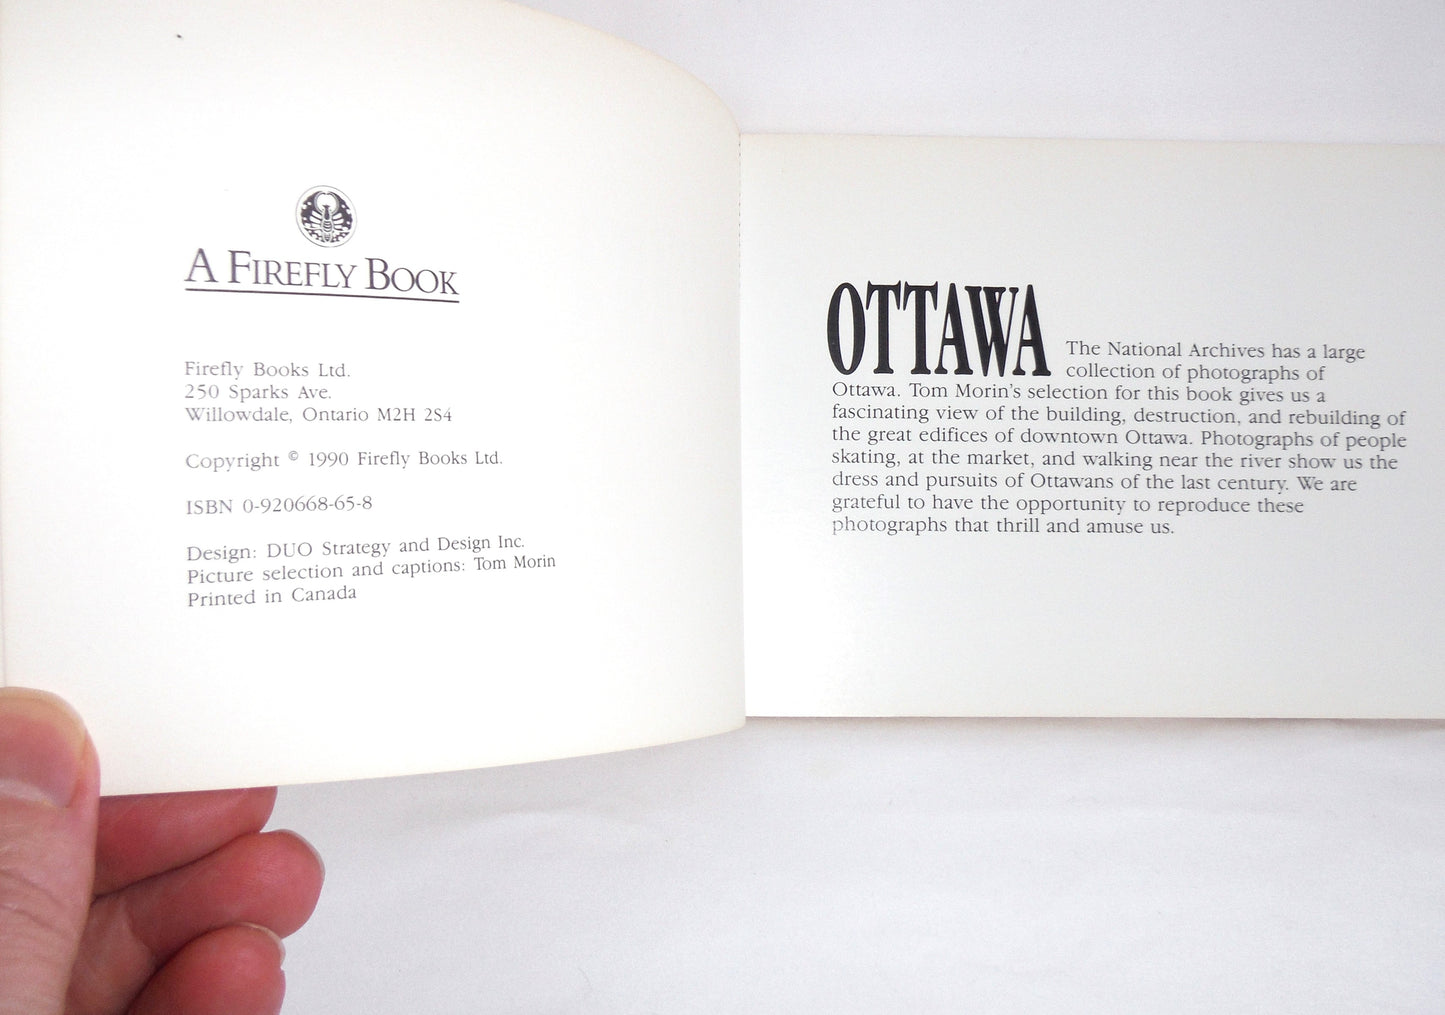 A FIREFLY BOOK
Firefly Books Ltd.
250 Sparks Ave.
Willowdale, Ontario M2H 2S4
Copyright © 1990 Firefly Books Ltd.
ISBN 0-920668-65-8
Design: DUO Strategy and Design Inc.
Picture selection and captions: Tom Morin
Printed in Canada
OTTAWA
The National Archives has a large
collection of photographs of
Ottawa. Tom Morin's selection for this book gives us a
fascinating view of the building, destruction, and rebuilding of
the great edifices of downtown Ottawa. Photographs of people
skating, at the market, and walking near the river show us the
dress and pursuits of Ottawans of the last century. We are
grateful to have the opportunity to reproduce these
photographs that thrill and amuse us.